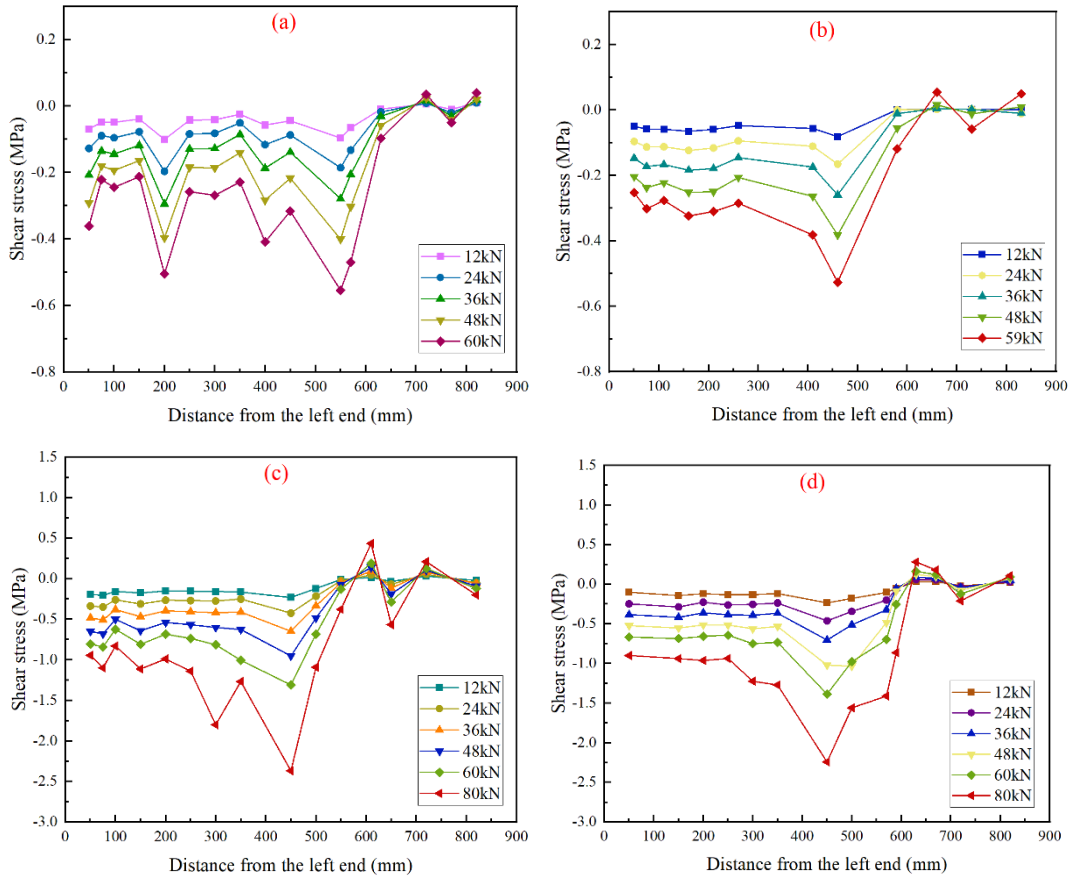 (a)
Shear stress (MPa)
0.2
0.0
-0.2
-0.4
-0.6
-0.8
12kN
24kN
36kN
48kN
60kN
0 100 200 300 400 500 600 700 800 900
Distance from the left end (mm)
(b)
Shear stress (MPa)
0.2
0.0
-0.2
-0.4
-0.6
-0.8
12kN
24kN
36kN
48kN
59kN
0 100 200 300 400 500 600 700 800 900
Distance from the left end (mm)
(c)
Shear stress (MPa)
1.5
1.0
0.5
0.0
-0.5
-1.0
-1.5
-2.0
-2.5
-3.0
12kN
24kN
36kN
48kN
60kN
80kN
0 100 200 300 400 500 600 700 800 900
Distance from the left end (mm)
(d)
Shear stress (MPa)
1.5
1.0
0.5
0.0
-0.5
-1.0
-1.5
-2.0
-2.5
-3.0
12kN
24kN
36kN
48kN
60kN
80kN
0 100 200 300 400 500 600 700 800 900
Distance from the left end (mm)